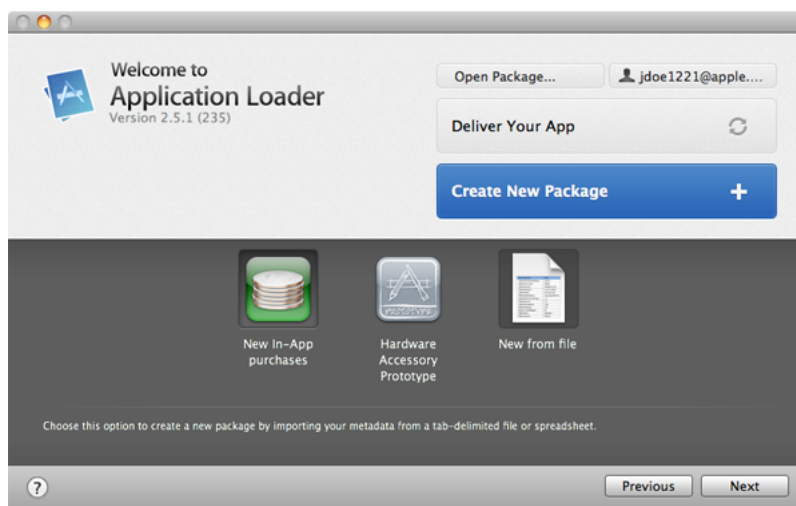 Welcome to
Application Loader
Version 2.5.1 (235)
Open Package...
jdoe1221@apple....
Deliver Your App
Create New Package
+
PROTOTYPE
New In-App
purchases
Hardware
Accessory
Prototype
New from file
Choose this option to create a new package by importing your metadata from a tab-delimited file or spreadsheet.
?
Previous
Next